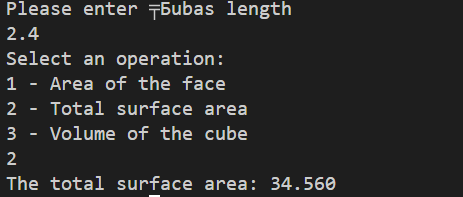 Please enter ╤Бubas length
2.4
Select an operation:
1 - Area of the face
2 - Total surface area
3 - Volume of the cube
2
The total surface area: 34.560